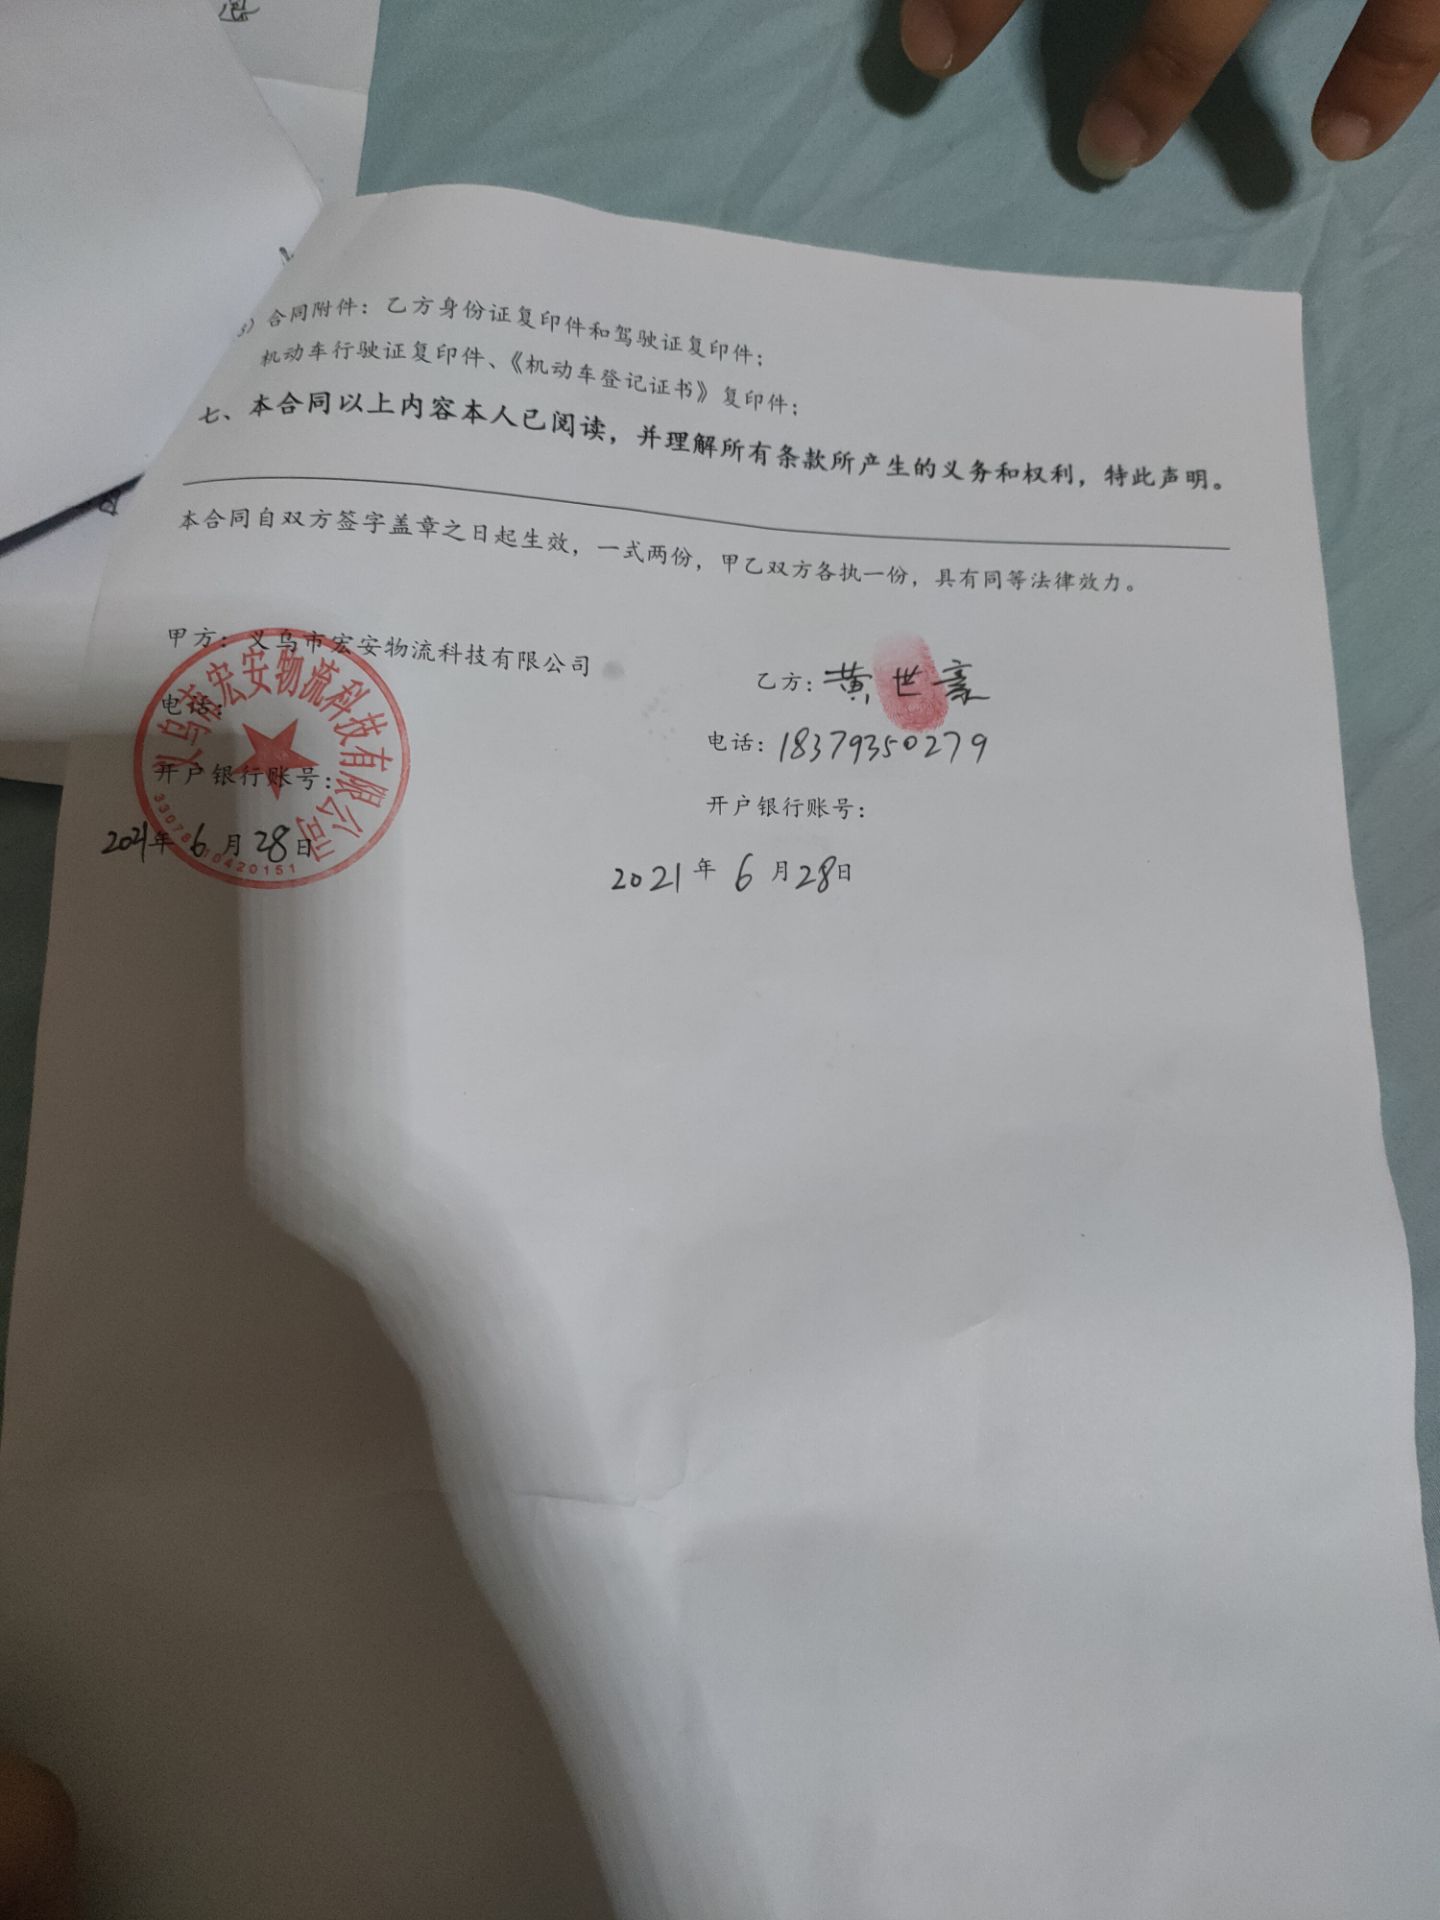 3）合同附件：乙方身份证复印件和驾驶证复印件；
机动车行驶证复印件、《机动车登记证书》复印件；
七、本合同以上内容本人已阅读，并理解所有条款所产生的义务和权利，特此声明。
本合同自双方签字盖章之日起生效，一式两份，甲乙双方各执一份，具有同等法律效力。
甲方：义乌市宏安物流科技有限公司
乙方：黄世豪
电话：
电话：18379350279
开户银行账号：
开户银行账号：
2021年6月28日
2021年6月28日
义乌市宏安物流科技有限公司